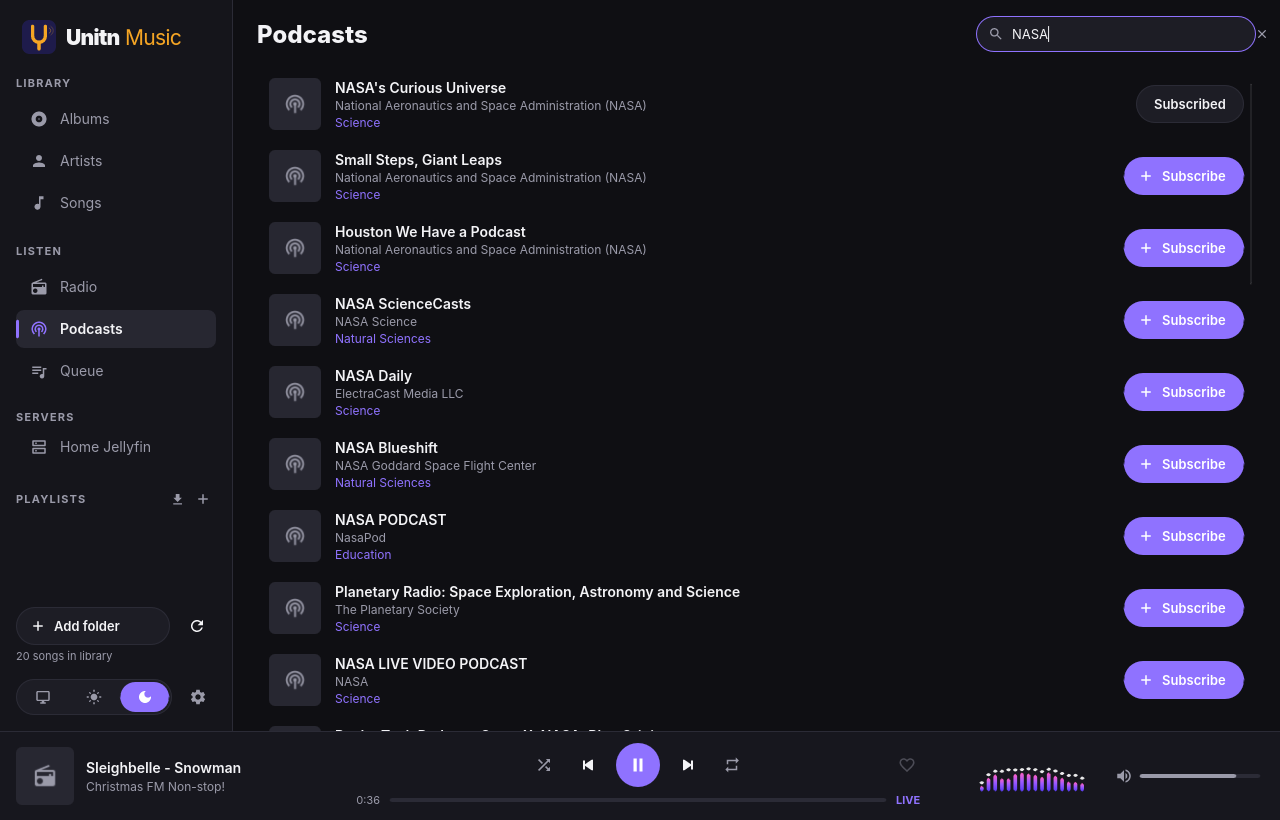 Unitn Music
LIBRARY
Albums
Artists
Songs
LISTEN
Radio
Podcasts
Queue
SERVERS
Home Jellyfin
PLAYLISTS
Add folder
20 songs in library
Podcasts
NASA
NASA's Curious Universe
National Aeronautics and Space Administration (NASA)
Science
Subscribed
Small Steps, Giant Leaps
National Aeronautics and Space Administration (NASA)
Science
Subscribe
Houston We Have a Podcast
National Aeronautics and Space Administration (NASA)
Science
Subscribe
NASA ScienceCasts
NASA Science
Natural Sciences
Subscribe
NASA Daily
ElectraCast Media LLC
Science
Subscribe
NASA Blueshift
NASA Goddard Space Flight Center
Natural Sciences
Subscribe
NASA PODCAST
NasaPod
Education
Subscribe
Planetary Radio: Space Exploration, Astronomy and Science
The Planetary Society
Science
Subscribe
NASA LIVE VIDEO PODCAST
NASA
Science
Subscribe
Sleighbelle - Snowman
Christmas FM Non-stop!
0:36
LIVE